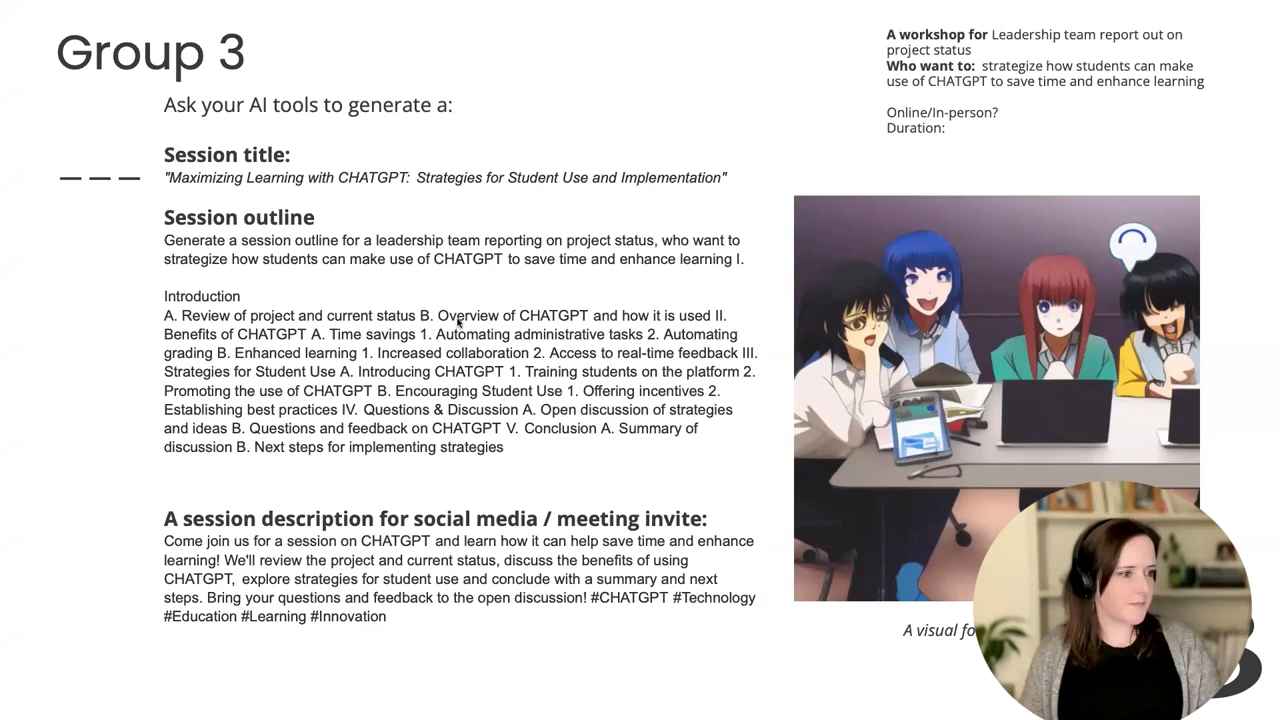 Group 3
A workshop for Leadership team report out on
project status
Who want to: strategize how students can make
use of CHATGPT to save time and enhance learning
Online/In-person?
Duration:
Ask your AI tools to generate a:
Session title:
"Maximizing Learning with CHATGPT: Strategies for Student Use and Implementation"
Session outline
Generate a session outline for a leadership team reporting on project status, who want to
strategize how students can make use of CHATGPT to save time and enhance learning I.
Introduction
A. Review of project and current status B. Overview of CHATGPT and how it is used II.
Benefits of CHATGPT A. Time savings 1. Automating administrative tasks 2. Automating
grading B. Enhanced learning 1. Increased collaboration 2. Access to real-time feedback III.
Strategies for Student Use A. Introducing CHATGPT 1. Training students on the platform 2.
Promoting the use of CHATGPT B. Encouraging Student Use 1. Offering incentives 2.
Establishing best practices IV. Questions & Discussion A. Open discussion of strategies
and ideas B. Questions and feedback on CHATGPT V. Conclusion A. Summary of
discussion B. Next steps for implementing strategies
A session description for social media / meeting invite:
Come join us for a session on CHATGPT and learn how it can help save time and enhance
learning! We'll review the project and current status, discuss the benefits of using
CHATGPT, explore strategies for student use and conclude with a summary and next
steps. Bring your questions and feedback to the open discussion! #CHATGPT #Technology
#Education #Learning #Innovation
A visual